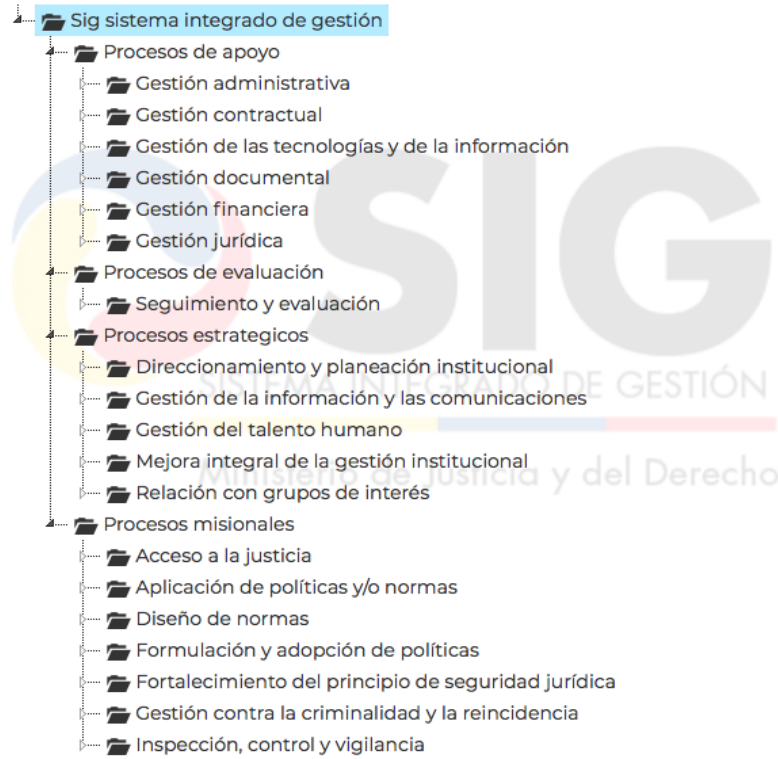 Sig sistema integrado de gestión
Procesos de apoyo
Gestión administrativa
Gestión contractual
Gestión de las tecnologías y de la información
Gestión documental
Gestión financiera
Gestión jurídica
Procesos de evaluación
Seguimiento y evaluación
Procesos estrategicos
Direccionamiento y planeación institucional
Gestión de la información y las comunicaciones
Gestión del talento humano
Mejora integral de la gestión institucional
Relación con grupos de interés
Procesos misionales
Acceso a la justicia
Aplicación de políticas y/o normas
Diseño de normas
Formulación y adopción de políticas
Fortalecimiento del principio de seguridad jurídica
Gestión contra la criminalidad y la reincidencia
Inspección, control y vigilancia
SIG
SISTEMA INTEGRADO DE GESTIÓN
Ministerio de Justicia y del Derecho